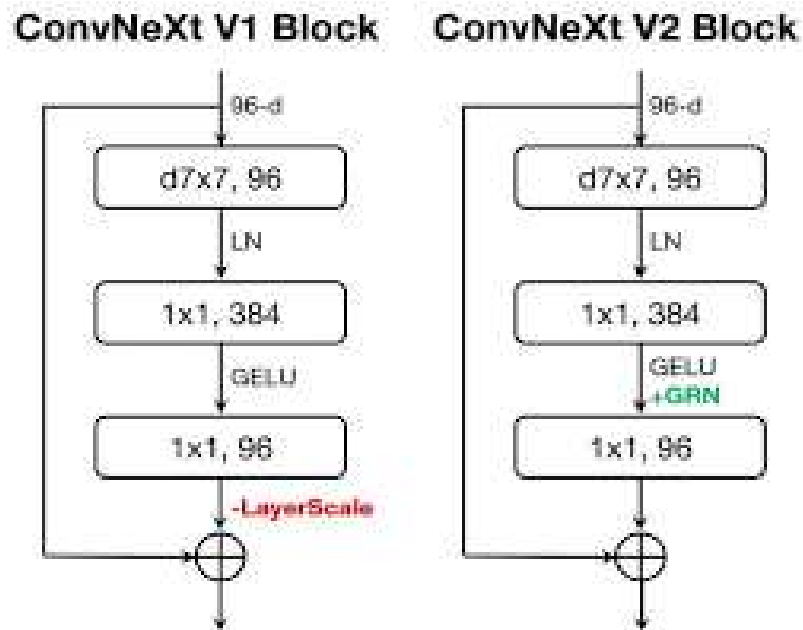 ConvNeXt V1 Block
96-d
d7x7, 96
LN
1x1, 384
GELU
1x1, 96
-LayerScale
ConvNeXt V2 Block
96-d
d7x7, 96
LN
1x1, 384
GELU
+GRN
1x1, 96